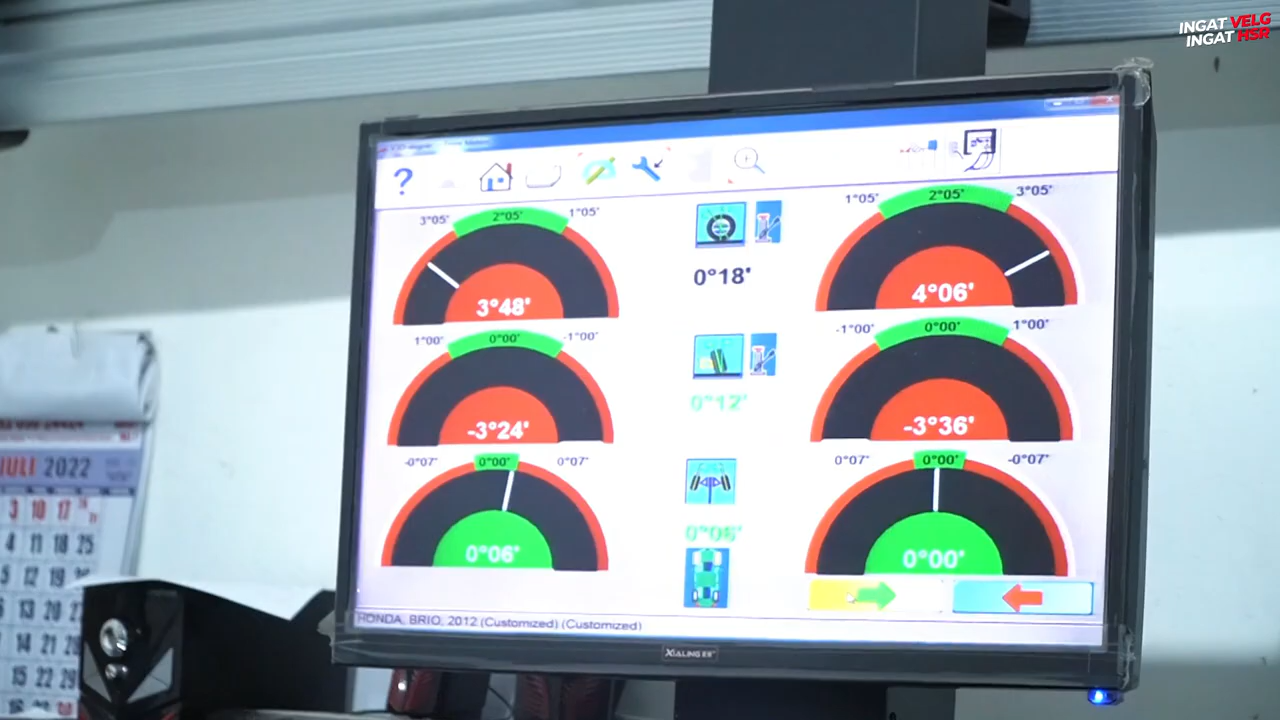 INGAT VELG
INGAT HSR
?
3°05' 2°05' 1°05'
3°48'
0°18'
1°05' 2°05' 3°05'
4°06'
1°00' 0°00' -1°00'
-3°24'
0°12'
-1°00' 0°00' 1°00'
-3°36'
-0°07' 0°00' 0°07'
0°06'
0°06'
0°07' 0°00' -0°07'
0°00'
HONDA, BRIO, 2012 (Customized) (Customized)
JULI 2022
3 10 17
4 11 18 25
5 12 19
6 13 20 27
14 21 28
15 22 29